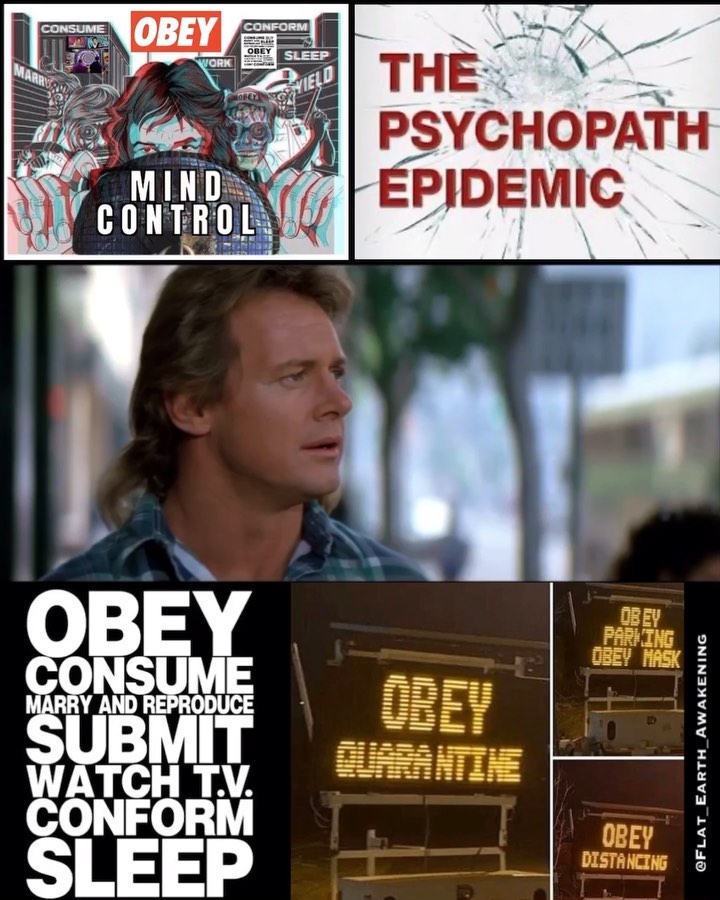 CONSUME
OBEY
CONFORM
OBEY
WORK
SLEEP
MARRY
YIELD
OBEY
MIND
CONTROL
THE
PSYCHOPATH
EPIDEMIC
OBEY
CONSUME
MARRY AND REPRODUCE
SUBMIT
WATCH T.V.
CONFORM
SLEEP
OBEY
QUARANTINE
OBEY
PARKING
OBEY MASK
OBEY
DISTANCING
@FLAT_EARTH_AWAKENING